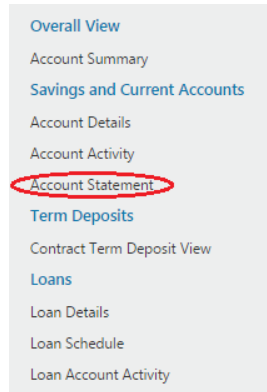 Overall View
Account Summary
Savings and Current Accounts
Account Details
Account Activity
Account Statement
Term Deposits
Contract Term Deposit View
Loans
Loan Details
Loan Schedule
Loan Account Activity